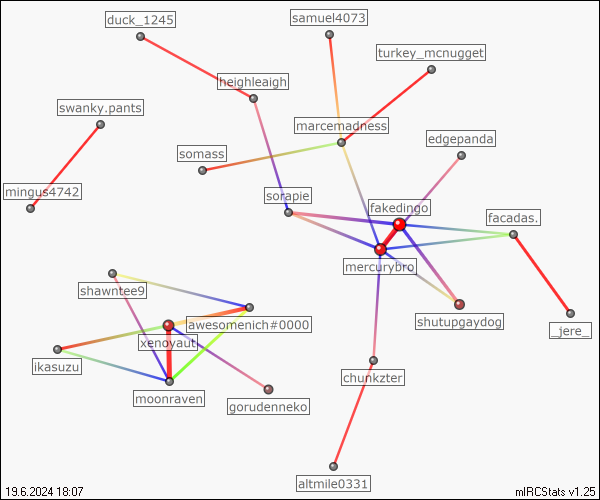 duck_1245
samuel4073
turkey_mcnugget
heighleaigh
swanky.pants
marcemadness
edgepanda
somass
mingus4742
sorapie
fakedingo
facadas.
mercurybro
shawntee9
awesomenich#0000
shutupgaydog
_jere_
xenoyaut
ikasuzu
chunkzter
moonraven
gorudenneko
altmile0331
19.6.2024 18:07
mIRCStats v1.25